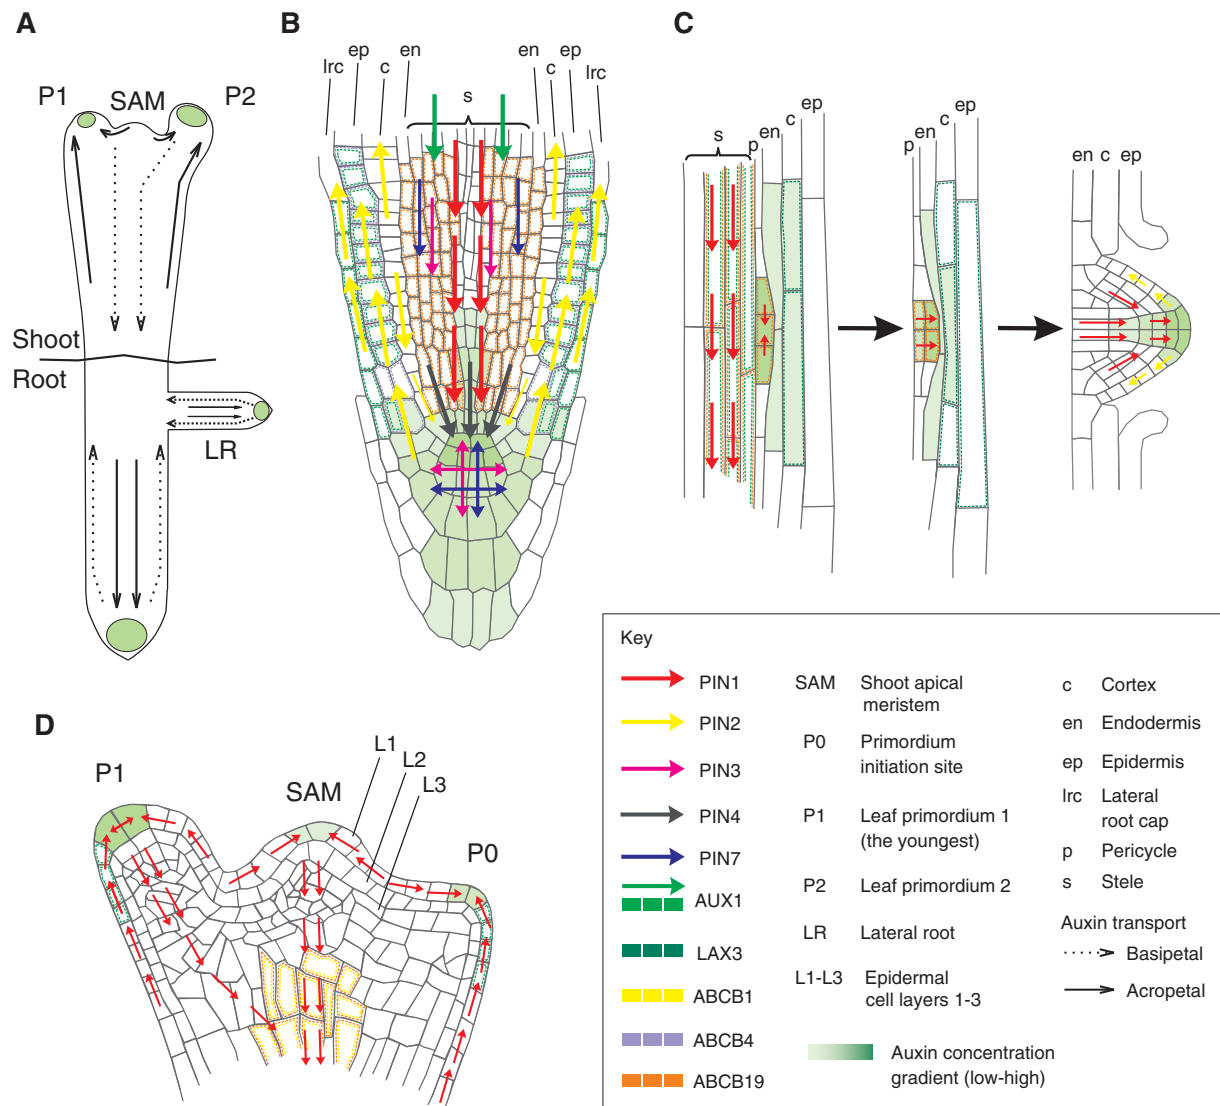 A
P1
SAM
P2
Shoot
Root
LR
B
lrc
ep
c
en
s
en
c
ep
lrc
C
s
p
en
c
ep
p
en
c
ep
en
c
ep
D
P1
SAM
L1
L2
L3
P0
Key
PIN1
PIN2
PIN3
PIN4
PIN7
AUX1
LAX3
ABCB1
ABCB4
ABCB19
SAM Shoot apical
meristem
P0 Primordium
initiation site
P1 Leaf primordium 1
(the youngest)
P2 Leaf primordium 2
LR Lateral root
L1-L3 Epidermal
cell layers 1-3
Auxin concentration
gradient (low-high)
c Cortex
en Endodermis
ep Epidermis
lrc Lateral
root cap
p Pericycle
s Stele
Auxin transport
Basipetal
Acropetal